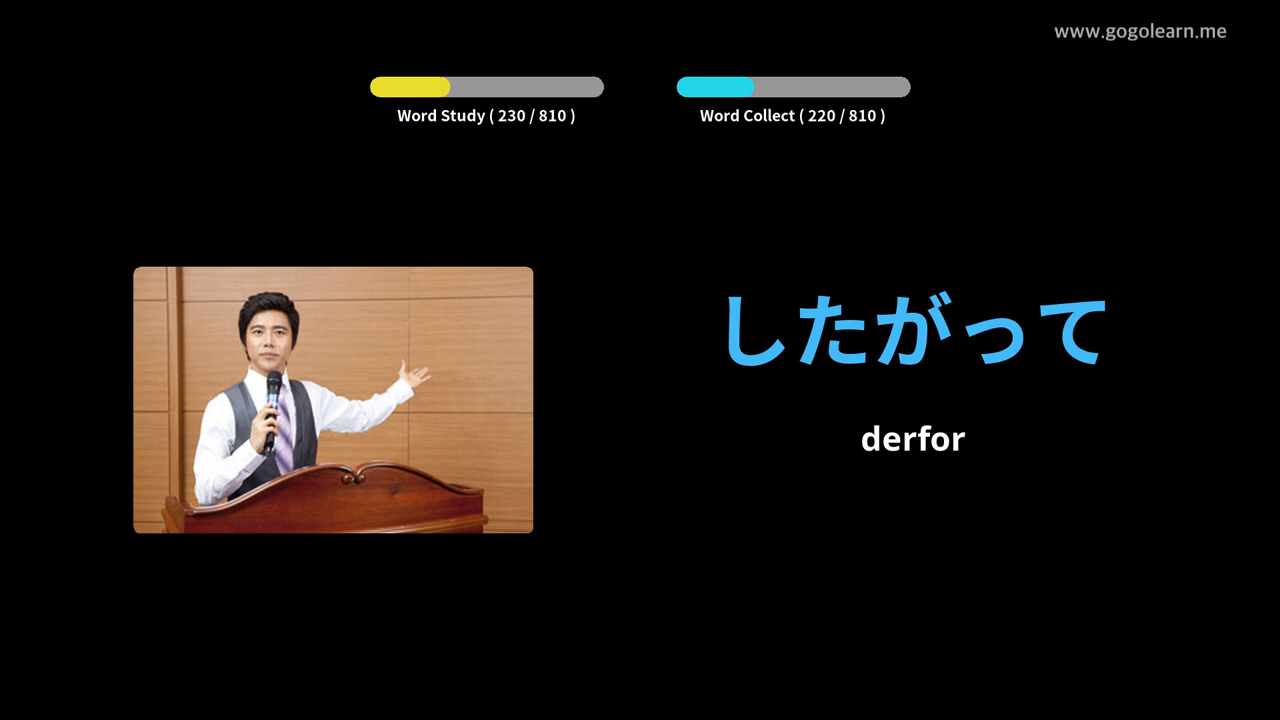 www.gogolearn.me
Word Study ( 230 / 810 )
Word Collect ( 220 / 810 )
したがって
derfor